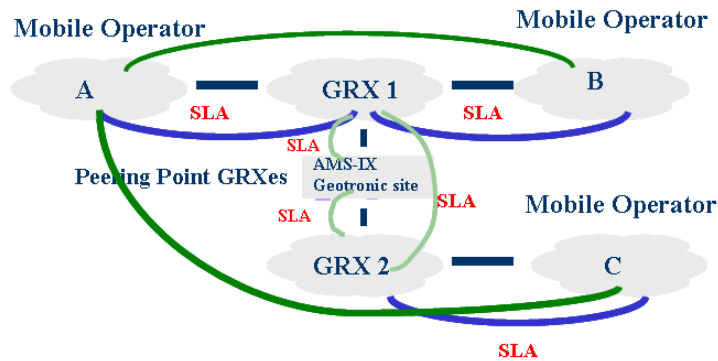 Mobile Operator
Mobile Operator
A
GRX 1
B
SLA
SLA
SLA
AMS-IX
Geotronic site
Peering Point GRXes
SLA
SLA
Mobile Operator
GRX 2
C
SLA